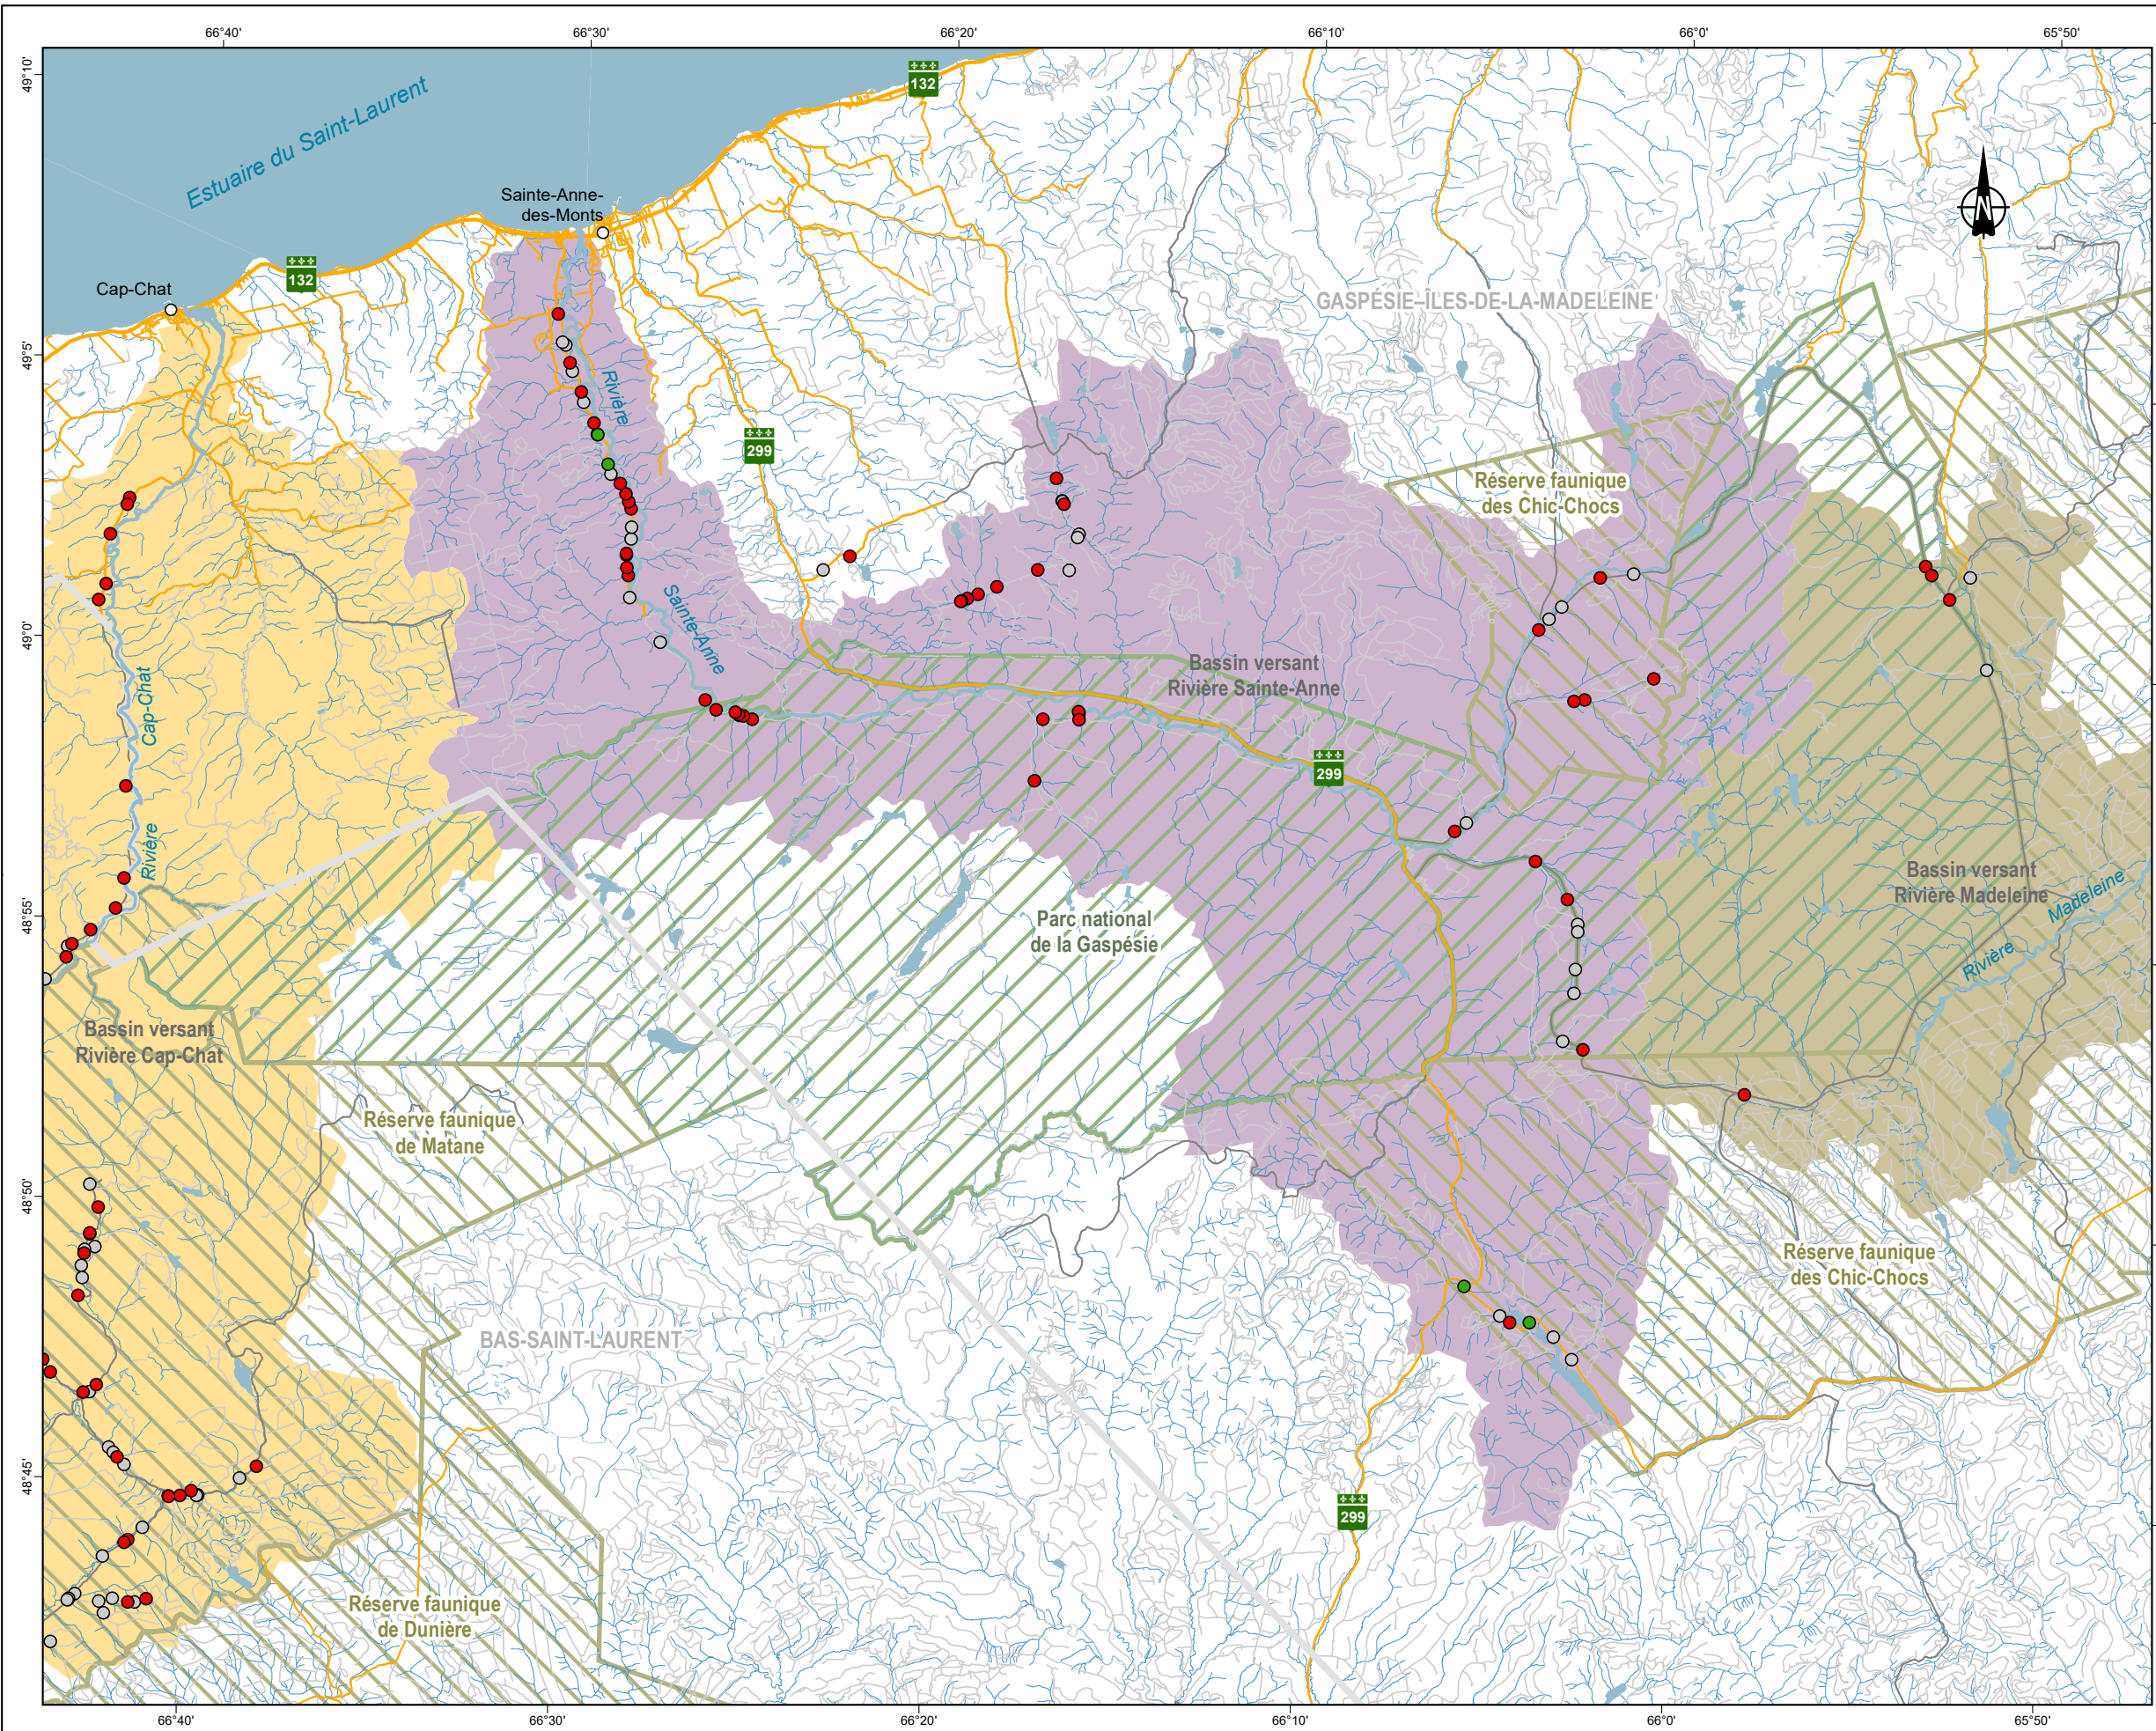 66°40'
66°30'
66°20'
66°10'
66°0'
65°50'
49°10'
132
Estuaire du Saint-Laurent
Sainte-Anne-
des-Monts
132
Cap-Chat
GASPÉSIE–ÎLES-DE-LA-MADELEINE
N
49°5'
Rivière
299
Réserve faunique
des Chic-Chocs
Sainte-Anne
49°0'
Bassin versant
Rivière Sainte-Anne
Cap-Chat
299
Rivière
Bassin versant
Rivière Madeleine
Madeleine
48°55'
Parc national
de la Gaspésie
Rivière
Bassin versant
Rivière Cap-Chat
Réserve faunique
de Matane
48°50'
Réserve faunique
des Chic-Chocs
BAS-SAINT-LAURENT
48°45'
299
Réserve faunique
de Dunière
66°40'
66°30'
66°20'
66°10'
66°0'
65°50'